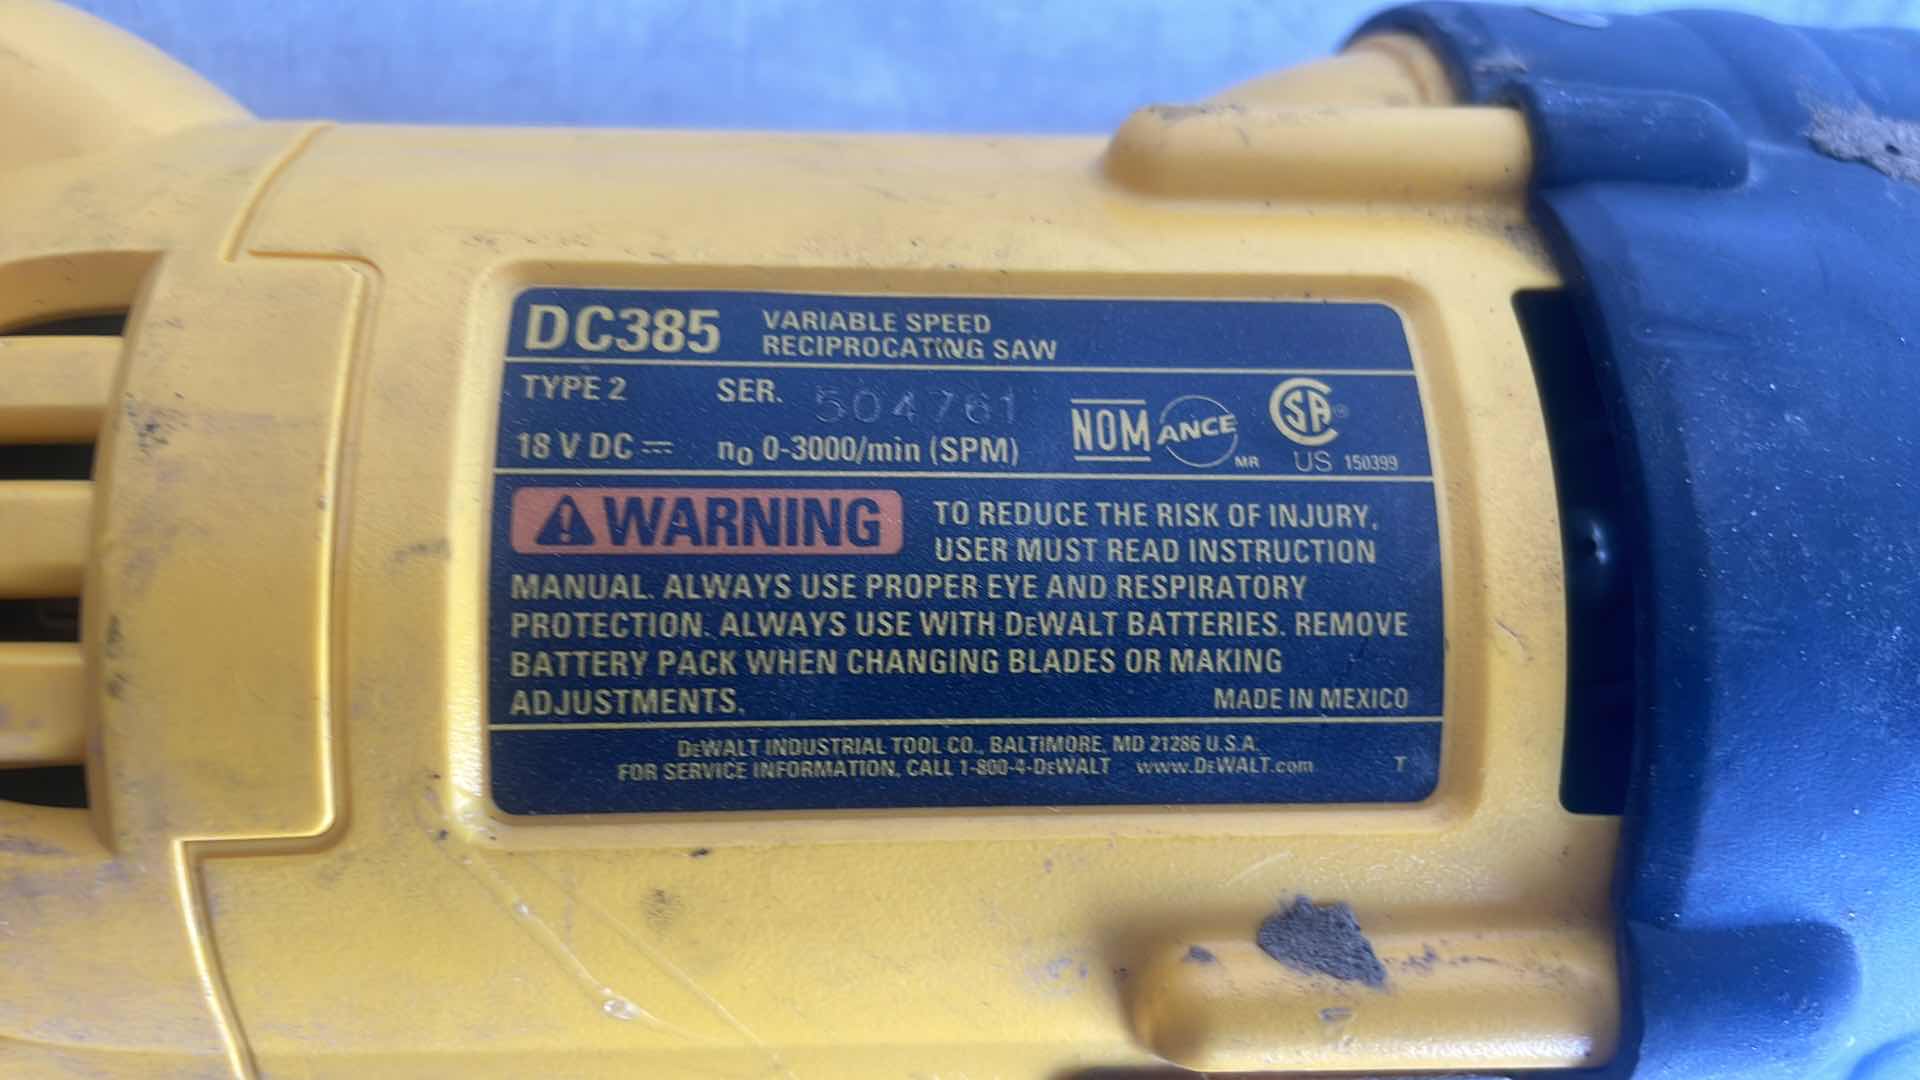 DC385 VARIABLE SPEED
RECIPROCATING SAW
TYPE 2 SER. 504761
18 V DC ⎓ n₀ 0-3000/min (SPM)
NOM ANCE MR CSA ® US 150399
⚠ WARNING TO REDUCE THE RISK OF INJURY,
USER MUST READ INSTRUCTION
MANUAL. ALWAYS USE PROPER EYE AND RESPIRATORY
PROTECTION. ALWAYS USE WITH DEWALT BATTERIES. REMOVE
BATTERY PACK WHEN CHANGING BLADES OR MAKING
ADJUSTMENTS. MADE IN MEXICO
DEWALT INDUSTRIAL TOOL CO., BALTIMORE, MD 21286 U.S.A.
FOR SERVICE INFORMATION, CALL 1-800-4-DEWALT www.DEWALT.com T